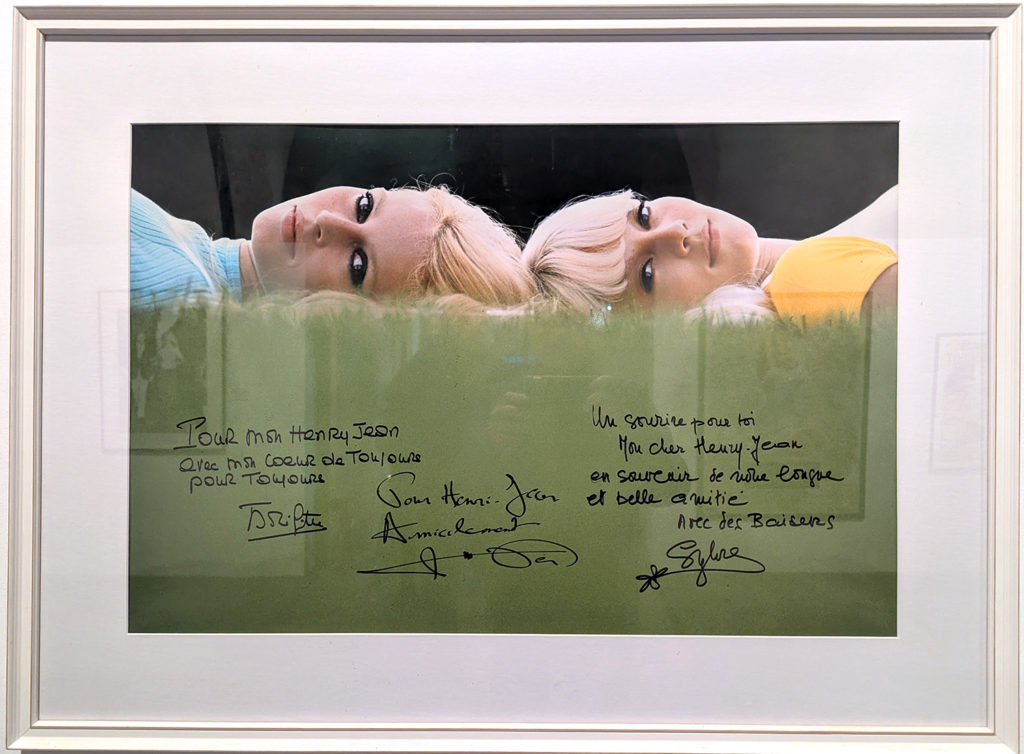 Pour mon Henry Jean
avec mon coeur de Toujours
pour Toujours
Brigitte
Pour Henri-Jean
Amicalement
Un sourire pour toi
Mon cher Henry-Jean
en souvenir de notre longue
et belle amitié
Avec des Baisers
Sylvie